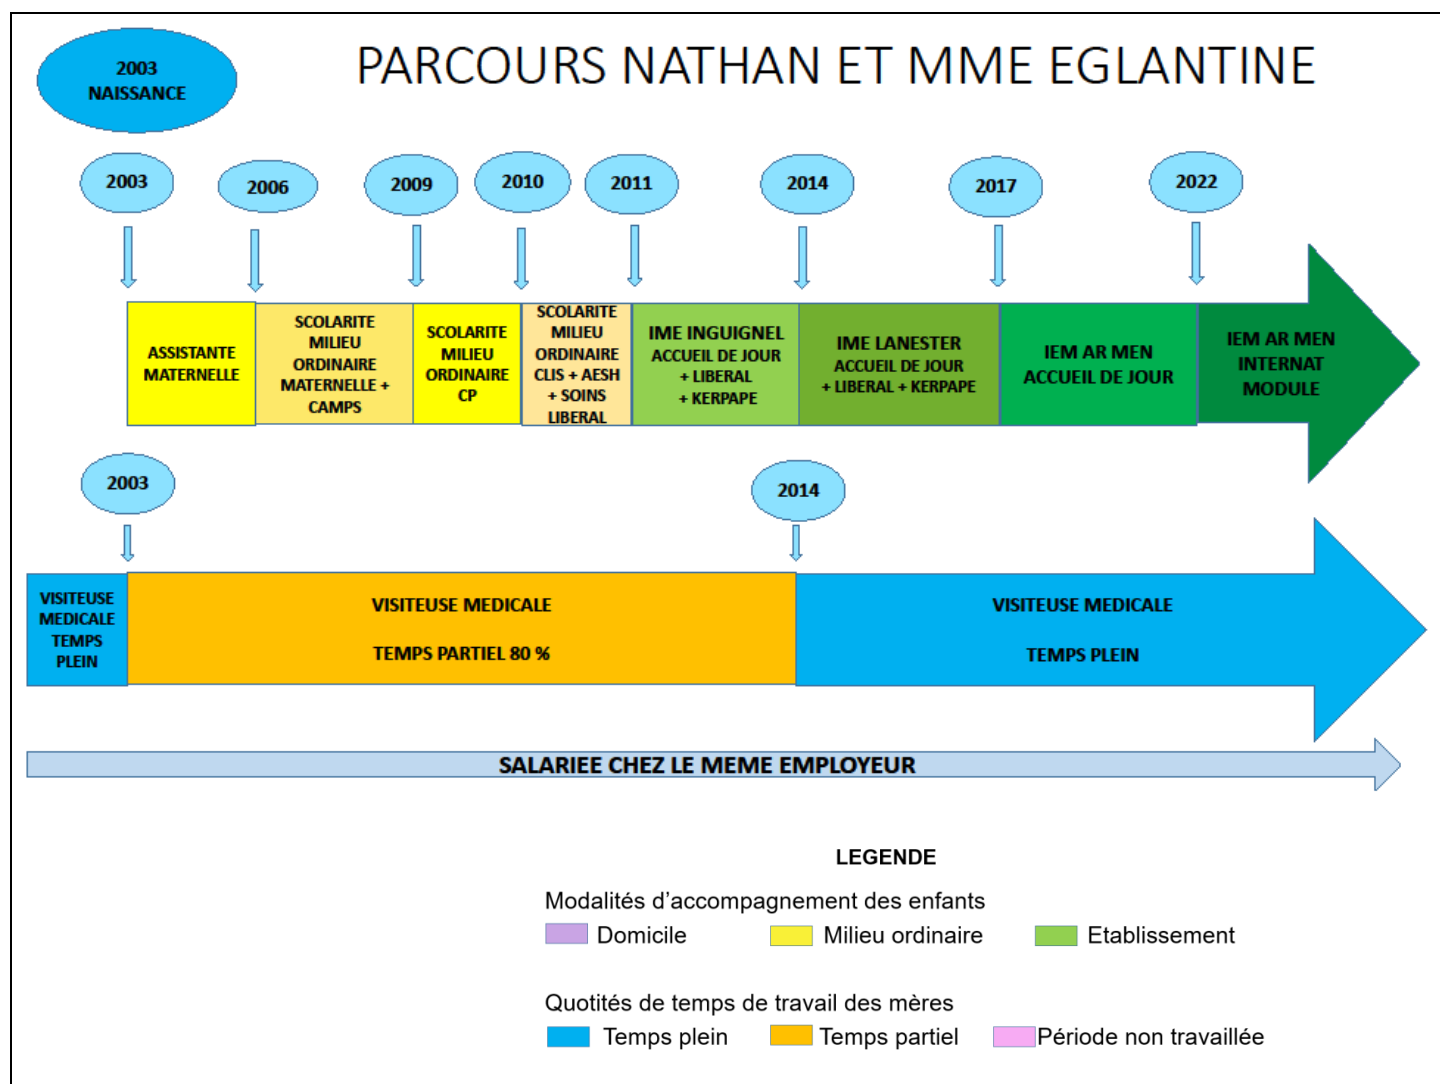 2003
NAISSANCE
PARCOURS NATHAN ET MME EGLANTINE
2003
2006
2009
2010
2011
2014
2017
2022
ASSISTANTE
MATERNELLE
SCOLARITE
MILIEU
ORDINAIRE
MATERNELLE +
CAMPS
SCOLARITE
MILIEU
ORDINAIRE
CP
SCOLARITE
MILIEU
ORDINAIRE
CLIS + AESH
+ SOINS
LIBERAL
IME INGUIGNEL
ACCUEIL DE JOUR
+ LIBERAL
+ KERPAPE
IME LANESTER
ACCUEIL DE JOUR
+ LIBERAL + KERPAPE
IEM AR MEN
ACCUEIL DE JOUR
IEM AR MEN
INTERNAT
MODULE
2003
2014
VISITEUSE
MEDICALE
TEMPS
PLEIN
VISITEUSE MEDICALE
TEMPS PARTIEL 80 %
VISITEUSE MEDICALE
TEMPS PLEIN
SALARIEE CHEZ LE MEME EMPLOYEUR
LEGENDE
Modalités d’accompagnement des enfants
Domicile
Milieu ordinaire
Etablissement
Quotités de temps de travail des mères
Temps plein
Temps partiel
Période non travaillée